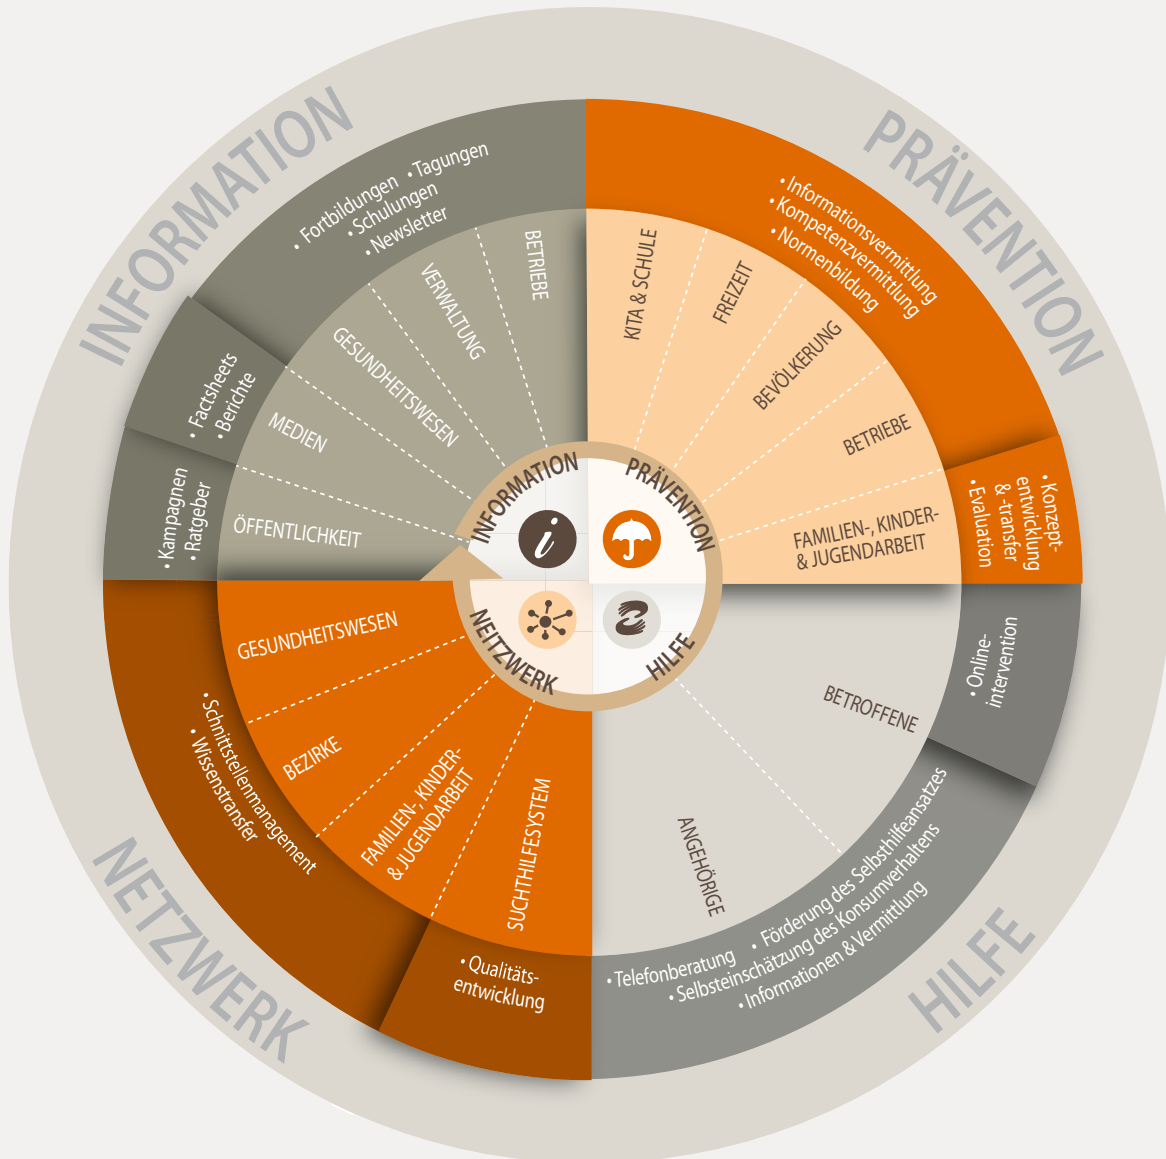 INFORMATION
PRÄVENTION
• Fortbildungen • Tagungen
• Schulungen
• Newsletter
• Factsheets
• Berichte
• Kampagnen
• Ratgeber
BETRIEBE
VERWALTUNG
GESUNDHEITSWESEN
MEDIEN
ÖFFENTLICHKEIT
• Informationsvermittlung
• Kompetenzvermittlung
• Normenbildung
• Konzept-
entwicklung
& -transfer
• Evaluation
KITA & SCHULE
FREIZEIT
BEVÖLKERUNG
BETRIEBE
FAMILIEN-, KINDER-
& JUGENDARBEIT
INFORMATION
PRÄVENTION
i
NEITZWERK
HILFE
GESUNDHEITSWESEN
BEZIRKE
FAMILIEN-, KINDER-
& JUGENDARBEIT
SUCHTHILFESYSTEM
• Schnittstellenmanagement
• Wissenstransfer
• Qualitäts-
entwicklung
BETROFFENE
ANGEHÖRIGE
• Online-
intervention
• Telefonberatung • Förderung des Selbsthilfeansatzes
• Selbsteinschätzung des Konsumverhaltens
• Informationen & Vermittlung
NETZWERK
HILFE